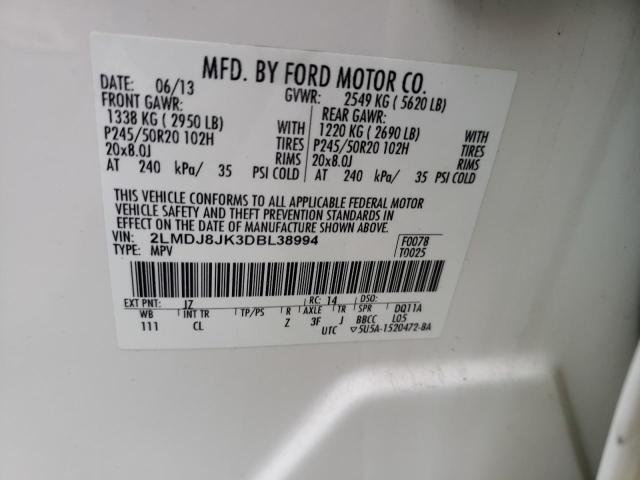 MFD. BY FORD MOTOR CO.
DATE: 06/13 GVWR: 2549 KG ( 5620 LB)
FRONT GAWR: REAR GAWR:
1338 KG ( 2950 LB) WITH 1220 KG ( 2690 LB) WITH
P245/50R20 102H TIRES P245/50R20 102H TIRES
20x8.0J RIMS 20x8.0J RIMS
AT 240 kPa/ 35 PSI COLD AT 240 kPa/ 35 PSI COLD
THIS VEHICLE CONFORMS TO ALL APPLICABLE FEDERAL MOTOR
VEHICLE SAFETY AND THEFT PREVENTION STANDARDS IN
EFFECT ON THE DATE OF MANUFACTURE SHOWN ABOVE.
VIN: 2LMDJ8JK3DBL38994 F0078
TYPE: MPV T0025
EXT PNT: JZ RC: 14 DSO:
WB INT TR TP/PS R AXLE TR SPR DQ11A
111 CL Z 3F J BBCC L05
UTC ▽5U5A-1520472-BA